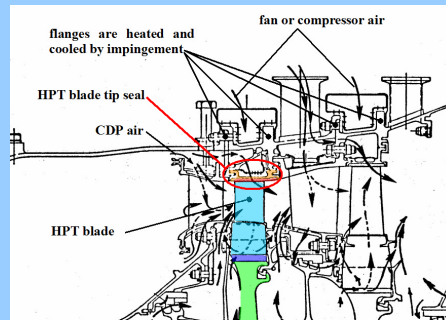 fan or compressor air
flanges are heated and
cooled by impingement
HPT blade tip seal
CDP air
HPT blade